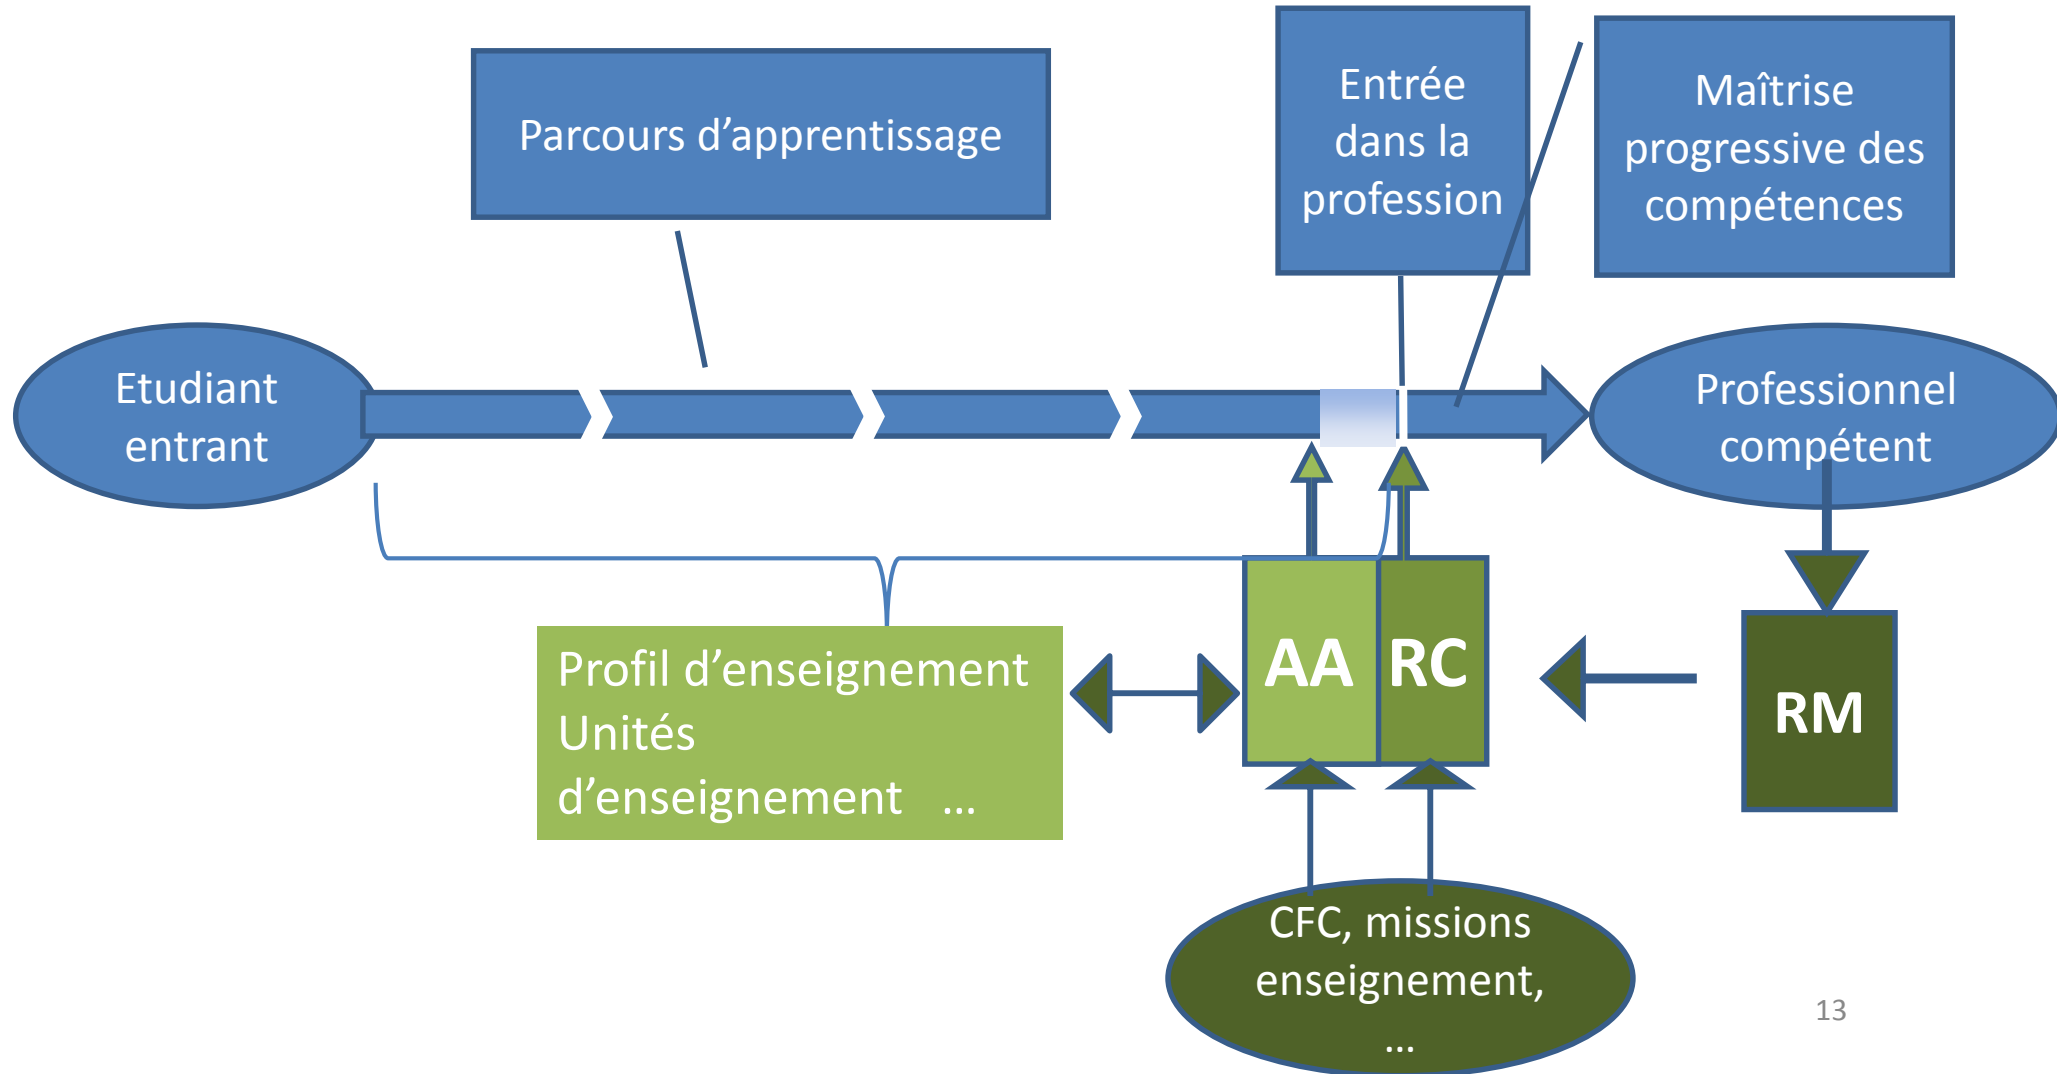 Parcours d’apprentissage
Entrée
dans la
profession
Maîtrise
progressive des
compétences
Etudiant
entrant
Professionnel
compétent
Profil d’enseignement
Unités
d’enseignement ...
AA
RC
RM
CFC, missions
enseignement,
...
13